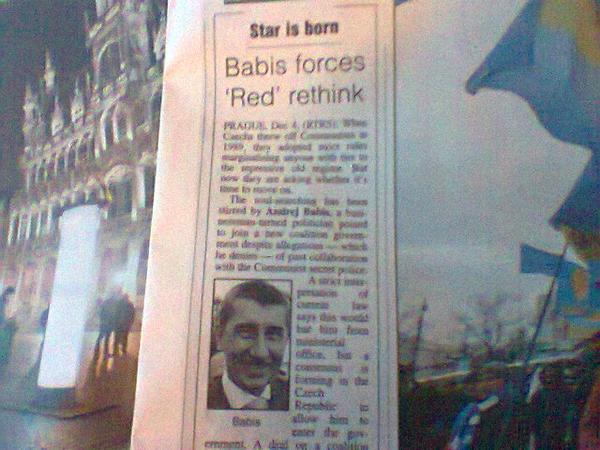 Star is born
Babis forces
'Red' rethink
PRAGUE, Dec 4, (RTRS): When
Czechs threw off Communism in
1989, they adopted strict rules
marginalising anyone with ties to
the repressive old regime. But
now they are asking whether it's
time to move on.
The soul-searching has been
stirred by Andrej Babis, a busi-
nessman-turned politician poised
to join a new coalition govern-
ment despite allegations — which
he denies — of past collaboration
with the Communist secret police.
A strict inter-
pretation of
current law
says this would
bar him from
ministerial
office, but a
consensus is
forming in the
Czech
Republic to
allow him to
enter the gov-
ernment. A deal on a coalition
Babis